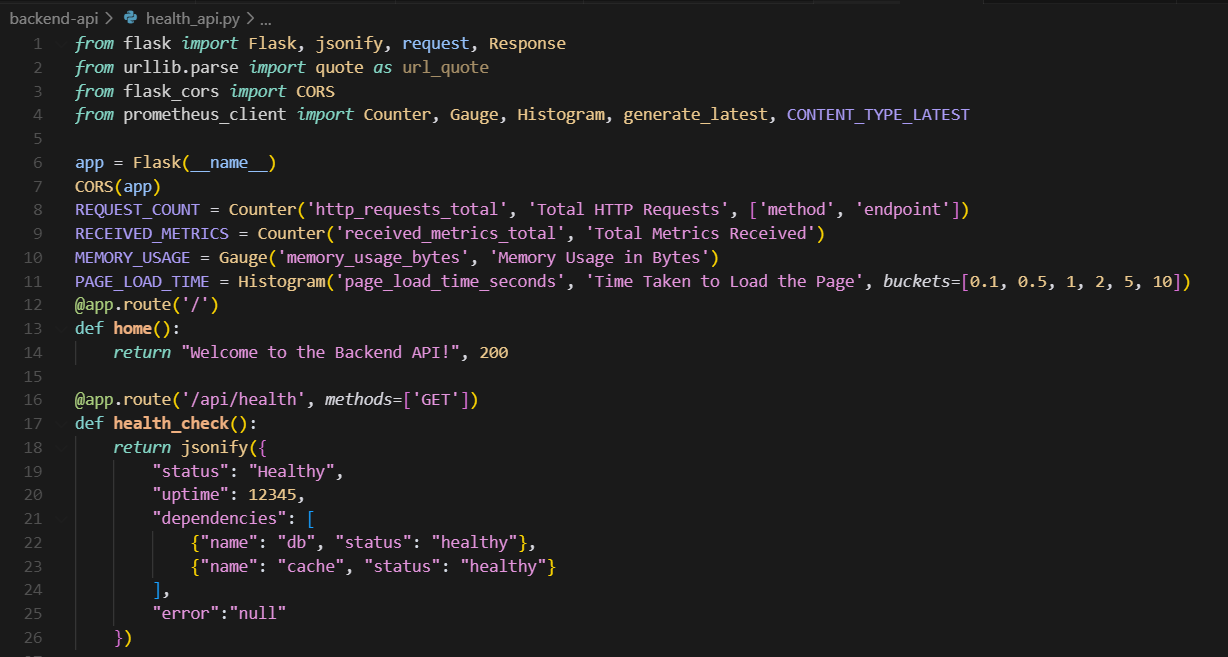 backend-api > health_api.py > ...
1 from flask import Flask, jsonify, request, Response
2 from urllib.parse import quote as url_quote
3 from flask_cors import CORS
4 from prometheus_client import Counter, Gauge, Histogram, generate_latest, CONTENT_TYPE_LATEST
5
6 app = Flask(__name__)
7 CORS(app)
8 REQUEST_COUNT = Counter('http_requests_total', 'Total HTTP Requests', ['method', 'endpoint'])
9 RECEIVED_METRICS = Counter('received_metrics_total', 'Total Metrics Received')
10 MEMORY_USAGE = Gauge('memory_usage_bytes', 'Memory Usage in Bytes')
11 PAGE_LOAD_TIME = Histogram('page_load_time_seconds', 'Time Taken to Load the Page', buckets=[0.1, 0.5, 1, 2, 5, 10])
12 @app.route('/')
13 def home():
14     return "Welcome to the Backend API!", 200
15
16 @app.route('/api/health', methods=['GET'])
17 def health_check():
18     return jsonify({
19         "status": "Healthy",
20         "uptime": 12345,
21         "dependencies": [
22             {"name": "db", "status": "healthy"},
23             {"name": "cache", "status": "healthy"}
24         ],
25         "error":"null"
26     })